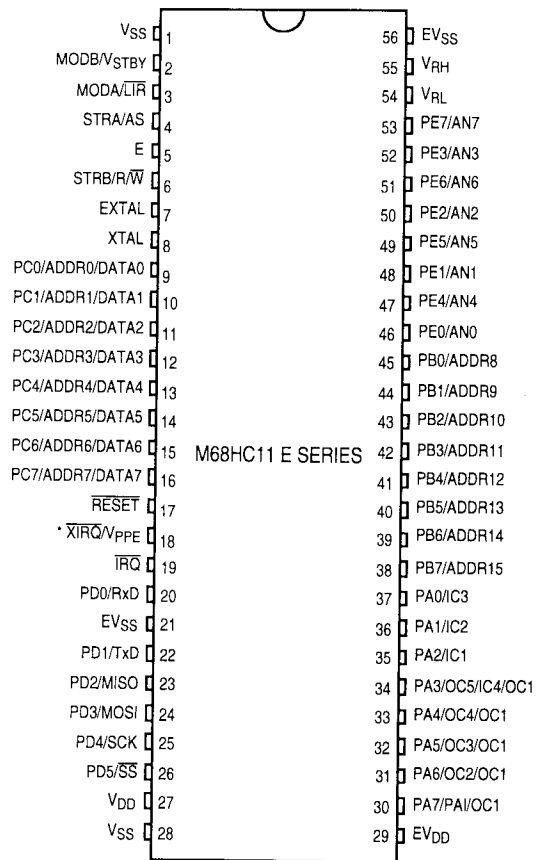 VSS 1
MODB/VSTBY 2
MODA/L̅I̅R̅ 3
STRA/AS 4
E 5
STRB/R/W̅ 6
EXTAL 7
XTAL 8
PC0/ADDR0/DATA0 9
PC1/ADDR1/DATA1 10
PC2/ADDR2/DATA2 11
PC3/ADDR3/DATA3 12
PC4/ADDR4/DATA4 13
PC5/ADDR5/DATA5 14
PC6/ADDR6/DATA6 15
PC7/ADDR7/DATA7 16
R̅E̅S̅E̅T̅ 17
* X̅I̅R̅Q̅/VPPE 18
I̅R̅Q̅ 19
PD0/RxD 20
EVSS 21
PD1/TxD 22
PD2/MISO 23
PD3/MOSI 24
PD4/SCK 25
PD5/S̅S̅ 26
VDD 27
VSS 28
M68HC11 E SERIES
56 EVSS
55 VRH
54 VRL
53 PE7/AN7
52 PE3/AN3
51 PE6/AN6
50 PE2/AN2
49 PE5/AN5
48 PE1/AN1
47 PE4/AN4
46 PE0/AN0
45 PB0/ADDR8
44 PB1/ADDR9
43 PB2/ADDR10
42 PB3/ADDR11
41 PB4/ADDR12
40 PB5/ADDR13
39 PB6/ADDR14
38 PB7/ADDR15
37 PA0/IC3
36 PA1/IC2
35 PA2/IC1
34 PA3/OC5/IC4/OC1
33 PA4/OC4/OC1
32 PA5/OC3/OC1
31 PA6/OC2/OC1
30 PA7/PAI/OC1
29 EVDD